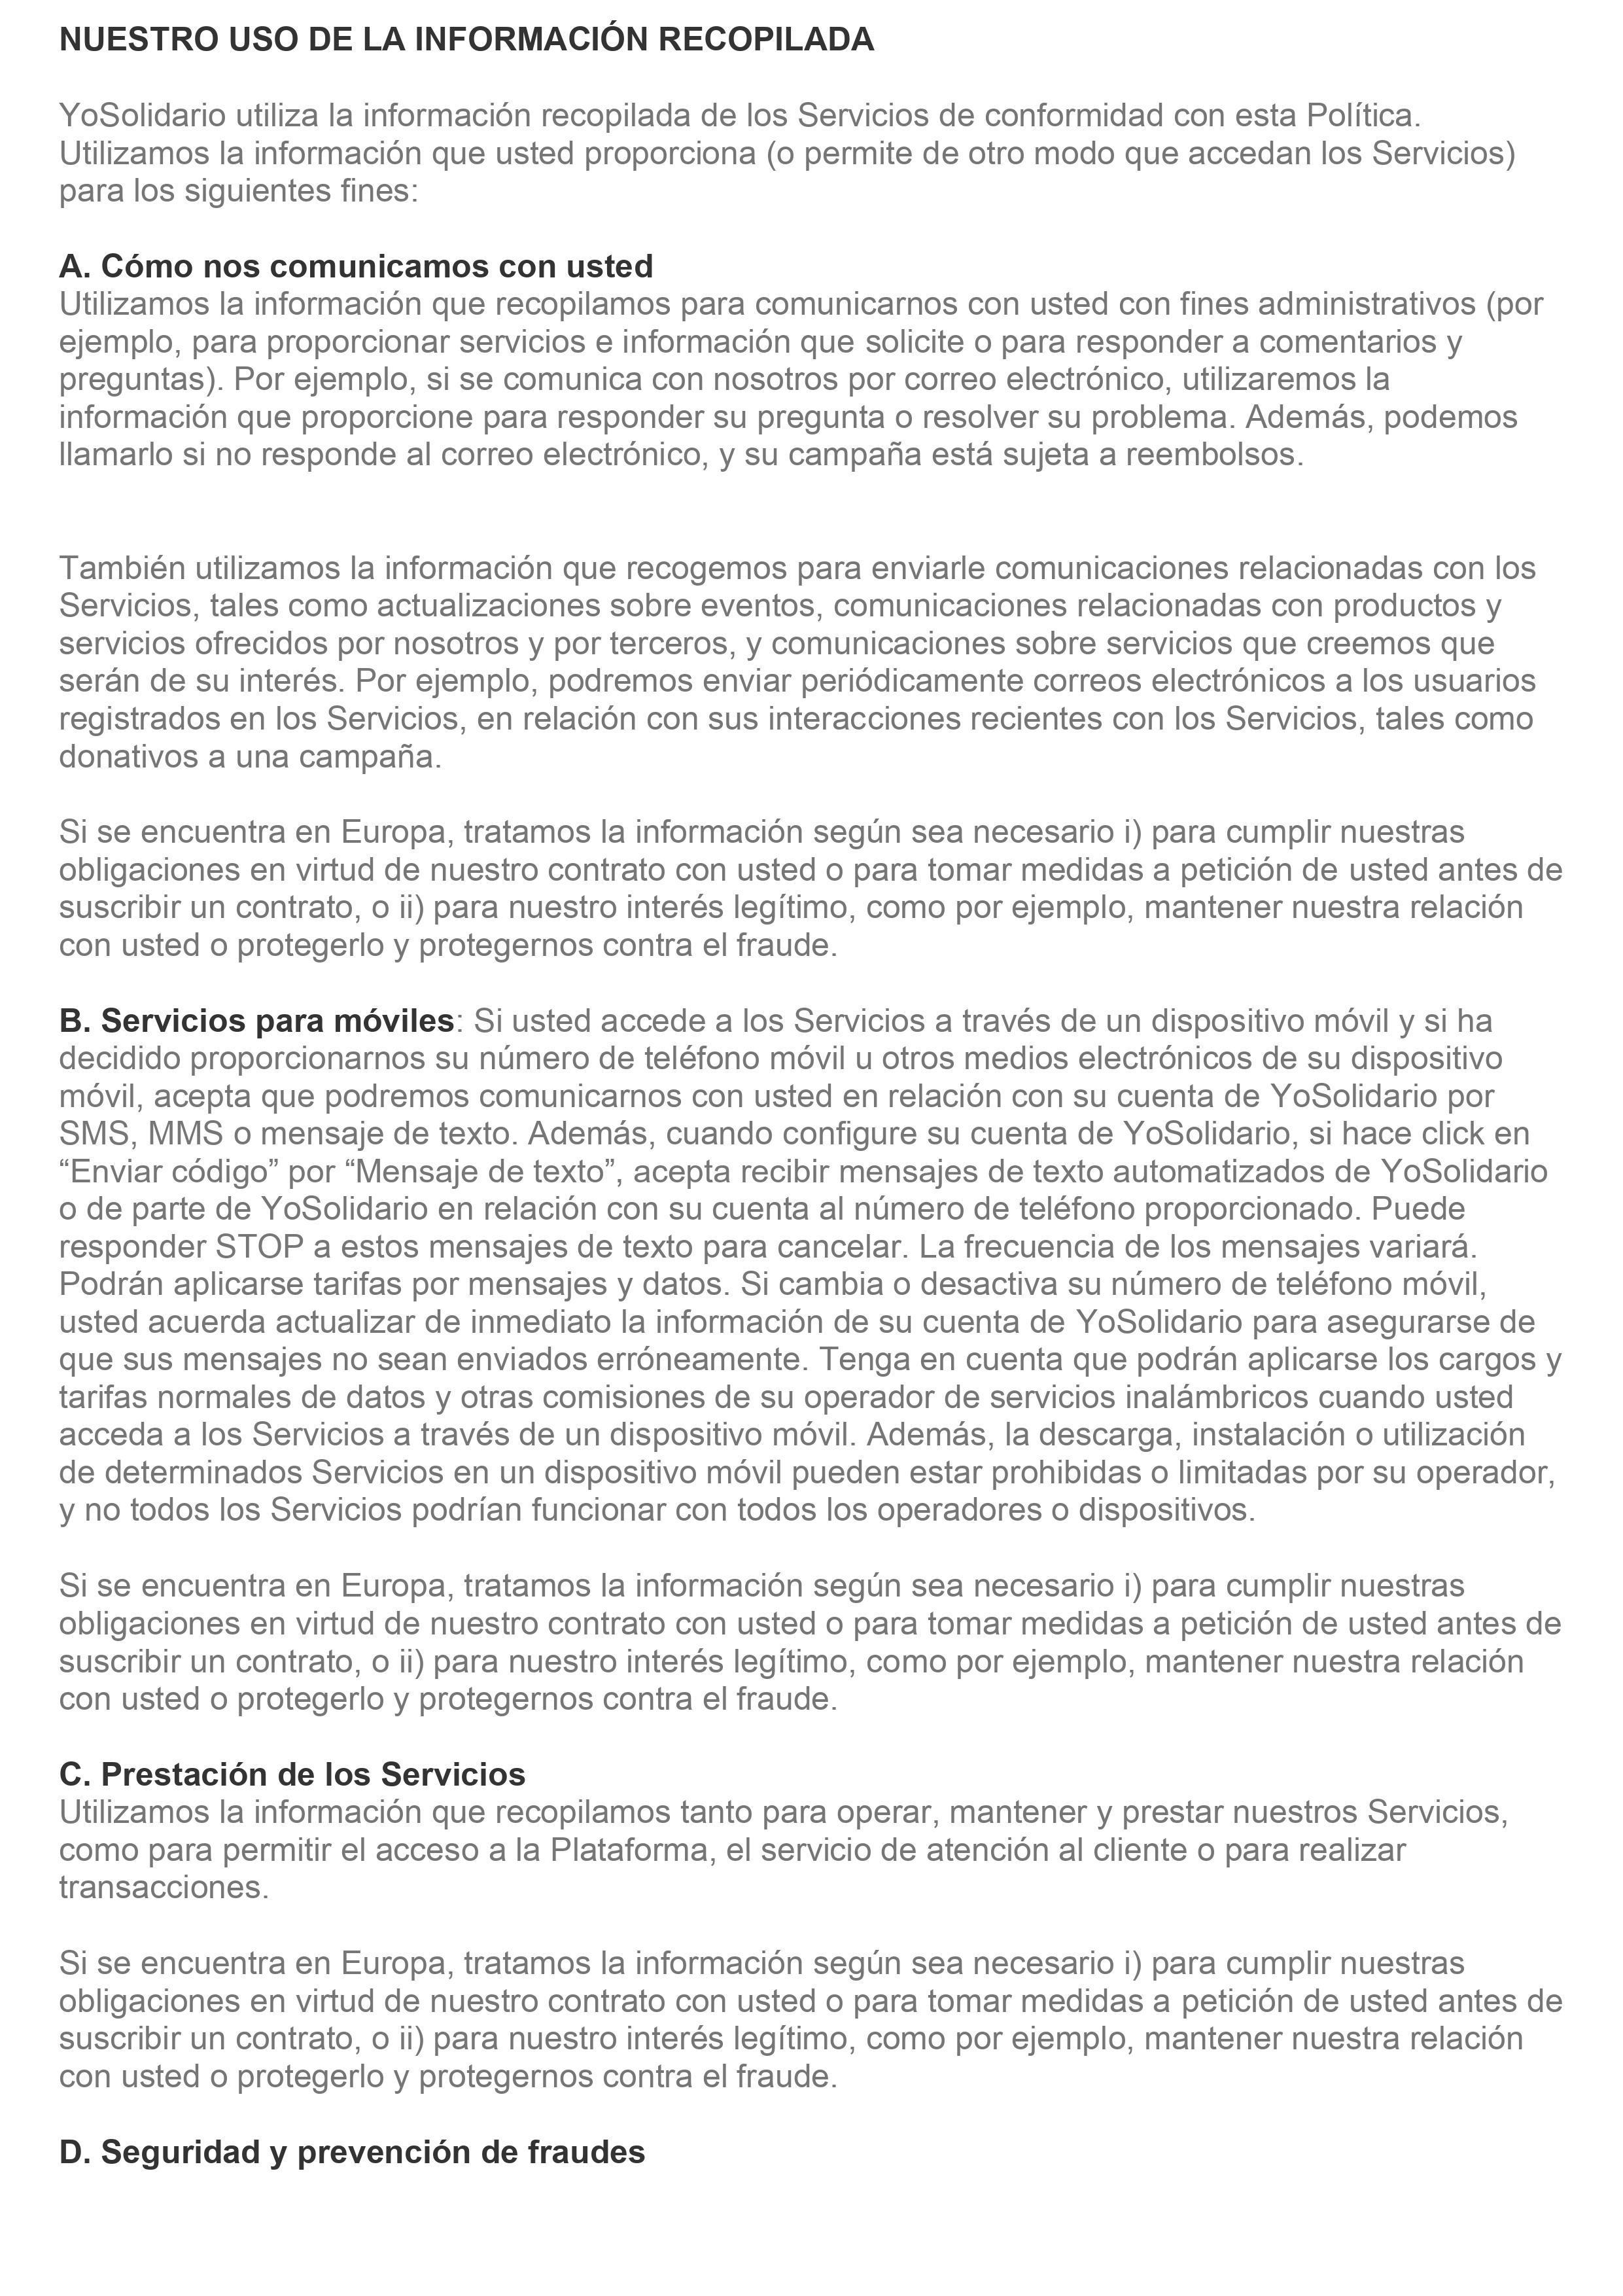 NUESTRO USO DE LA INFORMACIÓN RECOPILADA
YoSolidario utiliza la información recopilada de los Servicios de conformidad con esta Política.
Utilizamos la información que usted proporciona (o permite de otro modo que accedan los Servicios)
para los siguientes fines:
A. Cómo nos comunicamos con usted
Utilizamos la información que recopilamos para comunicarnos con usted con fines administrativos (por
ejemplo, para proporcionar servicios e información que solicite o para responder a comentarios y
preguntas). Por ejemplo, si se comunica con nosotros por correo electrónico, utilizaremos la
información que proporcione para responder su pregunta o resolver su problema. Además, podemos
llamarlo si no responde al correo electrónico, y su campaña está sujeta a reembolsos.
También utilizamos la información que recogemos para enviarle comunicaciones relacionadas con los
Servicios, tales como actualizaciones sobre eventos, comunicaciones relacionadas con productos y
servicios ofrecidos por nosotros y por terceros, y comunicaciones sobre servicios que creemos que
serán de su interés. Por ejemplo, podremos enviar periódicamente correos electrónicos a los usuarios
registrados en los Servicios, en relación con sus interacciones recientes con los Servicios, tales como
donativos a una campaña.
Si se encuentra en Europa, tratamos la información según sea necesario i) para cumplir nuestras
obligaciones en virtud de nuestro contrato con usted o para tomar medidas a petición de usted antes de
suscribir un contrato, o ii) para nuestro interés legítimo, como por ejemplo, mantener nuestra relación
con usted o protegerlo y protegernos contra el fraude.
B. Servicios para móviles: Si usted accede a los Servicios a través de un dispositivo móvil y si ha
decidido proporcionarnos su número de teléfono móvil u otros medios electrónicos de su dispositivo
móvil, acepta que podremos comunicarnos con usted en relación con su cuenta de YoSolidario por
SMS, MMS o mensaje de texto. Además, cuando configure su cuenta de YoSolidario, si hace click en
“Enviar código” por “Mensaje de texto”, acepta recibir mensajes de texto automatizados de YoSolidario
o de parte de YoSolidario en relación con su cuenta al número de teléfono proporcionado. Puede
responder STOP a estos mensajes de texto para cancelar. La frecuencia de los mensajes variará.
Podrán aplicarse tarifas por mensajes y datos. Si cambia o desactiva su número de teléfono móvil,
usted acuerda actualizar de inmediato la información de su cuenta de YoSolidario para asegurarse de
que sus mensajes no sean enviados erróneamente. Tenga en cuenta que podrán aplicarse los cargos y
tarifas normales de datos y otras comisiones de su operador de servicios inalámbricos cuando usted
acceda a los Servicios a través de un dispositivo móvil. Además, la descarga, instalación o utilización
de determinados Servicios en un dispositivo móvil pueden estar prohibidas o limitadas por su operador,
y no todos los Servicios podrían funcionar con todos los operadores o dispositivos.
Si se encuentra en Europa, tratamos la información según sea necesario i) para cumplir nuestras
obligaciones en virtud de nuestro contrato con usted o para tomar medidas a petición de usted antes de
suscribir un contrato, o ii) para nuestro interés legítimo, como por ejemplo, mantener nuestra relación
con usted o protegerlo y protegernos contra el fraude.
C. Prestación de los Servicios
Utilizamos la información que recopilamos tanto para operar, mantener y prestar nuestros Servicios,
como para permitir el acceso a la Plataforma, el servicio de atención al cliente o para realizar
transacciones.
Si se encuentra en Europa, tratamos la información según sea necesario i) para cumplir nuestras
obligaciones en virtud de nuestro contrato con usted o para tomar medidas a petición de usted antes de
suscribir un contrato, o ii) para nuestro interés legítimo, como por ejemplo, mantener nuestra relación
con usted o protegerlo y protegernos contra el fraude.
D. Seguridad y prevención de fraudes